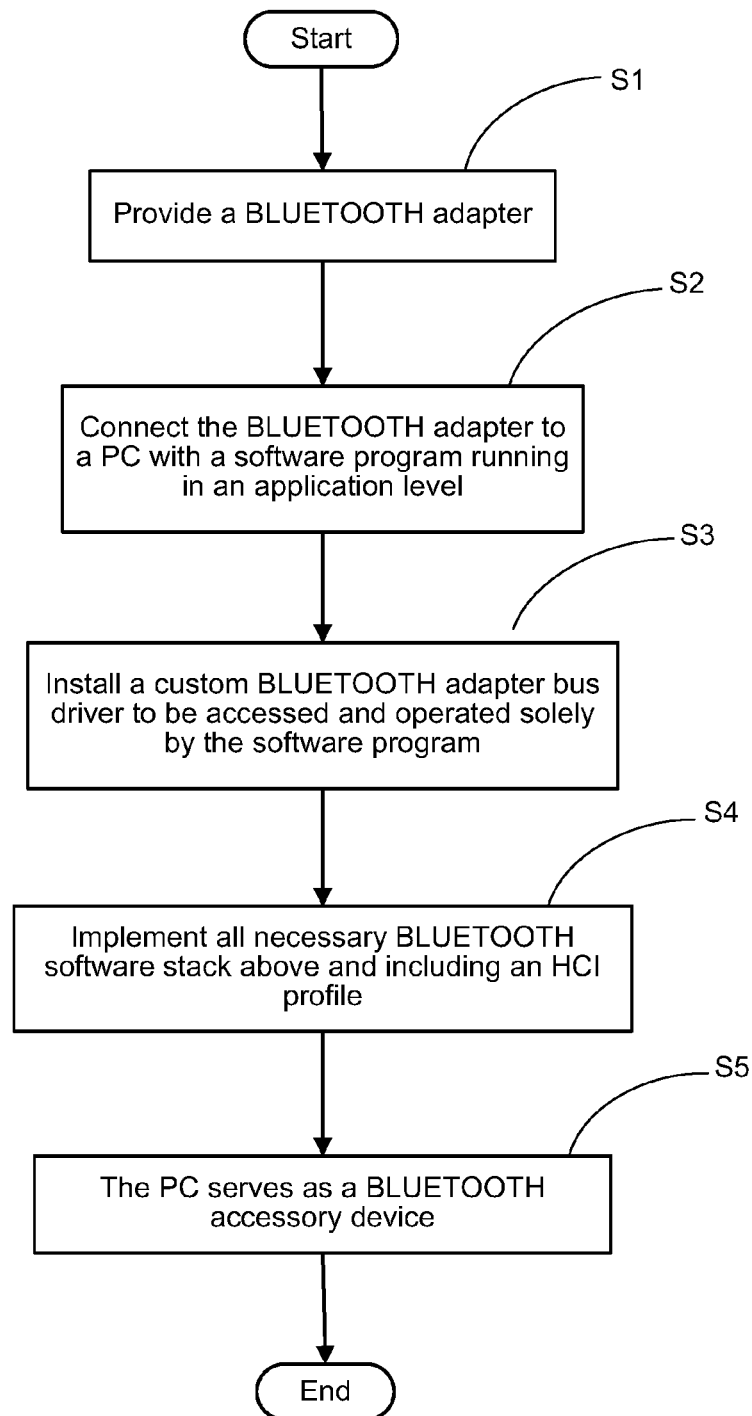 Start
S1
Provide a BLUETOOTH adapter
S2
Connect the BLUETOOTH adapter to
a PC with a software program running
in an application level
S3
Install a custom BLUETOOTH adapter bus
driver to be accessed and operated solely
by the software program
S4
Implement all necessary BLUETOOTH
software stack above and including an HCI
profile
S5
The PC serves as a BLUETOOTH
accessory device
End